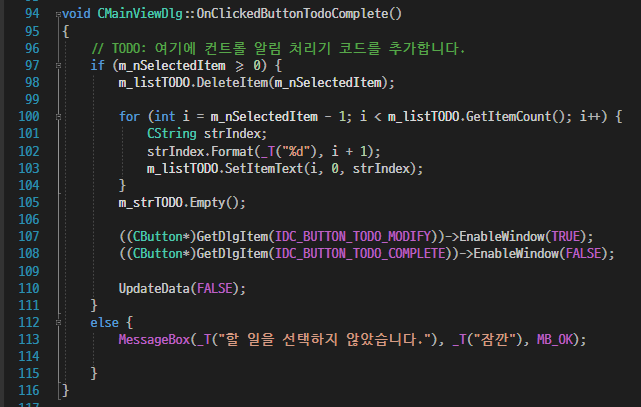 94 void CMainViewDlg::OnClickedButtonTodoComplete()
95 {
96 // TODO: 여기에 컨트롤 알림 처리기 코드를 추가합니다.
97 if (m_nSelectedItem >= 0) {
98 m_listTODO.DeleteItem(m_nSelectedItem);
99
100 for (int i = m_nSelectedItem - 1; i < m_listTODO.GetItemCount(); i++) {
101 CString strIndex;
102 strIndex.Format(_T("%d"), i + 1);
103 m_listTODO.SetItemText(i, 0, strIndex);
104 }
105 m_strTODO.Empty();
106
107 ((CButton*)GetDlgItem(IDC_BUTTON_TODO_MODIFY))->EnableWindow(TRUE);
108 ((CButton*)GetDlgItem(IDC_BUTTON_TODO_COMPLETE))->EnableWindow(FALSE);
109
110 UpdateData(FALSE);
111 }
112 else {
113 MessageBox(_T("할 일을 선택하지 않았습니다."), _T("잠깐"), MB_OK);
114
115 }
116 }